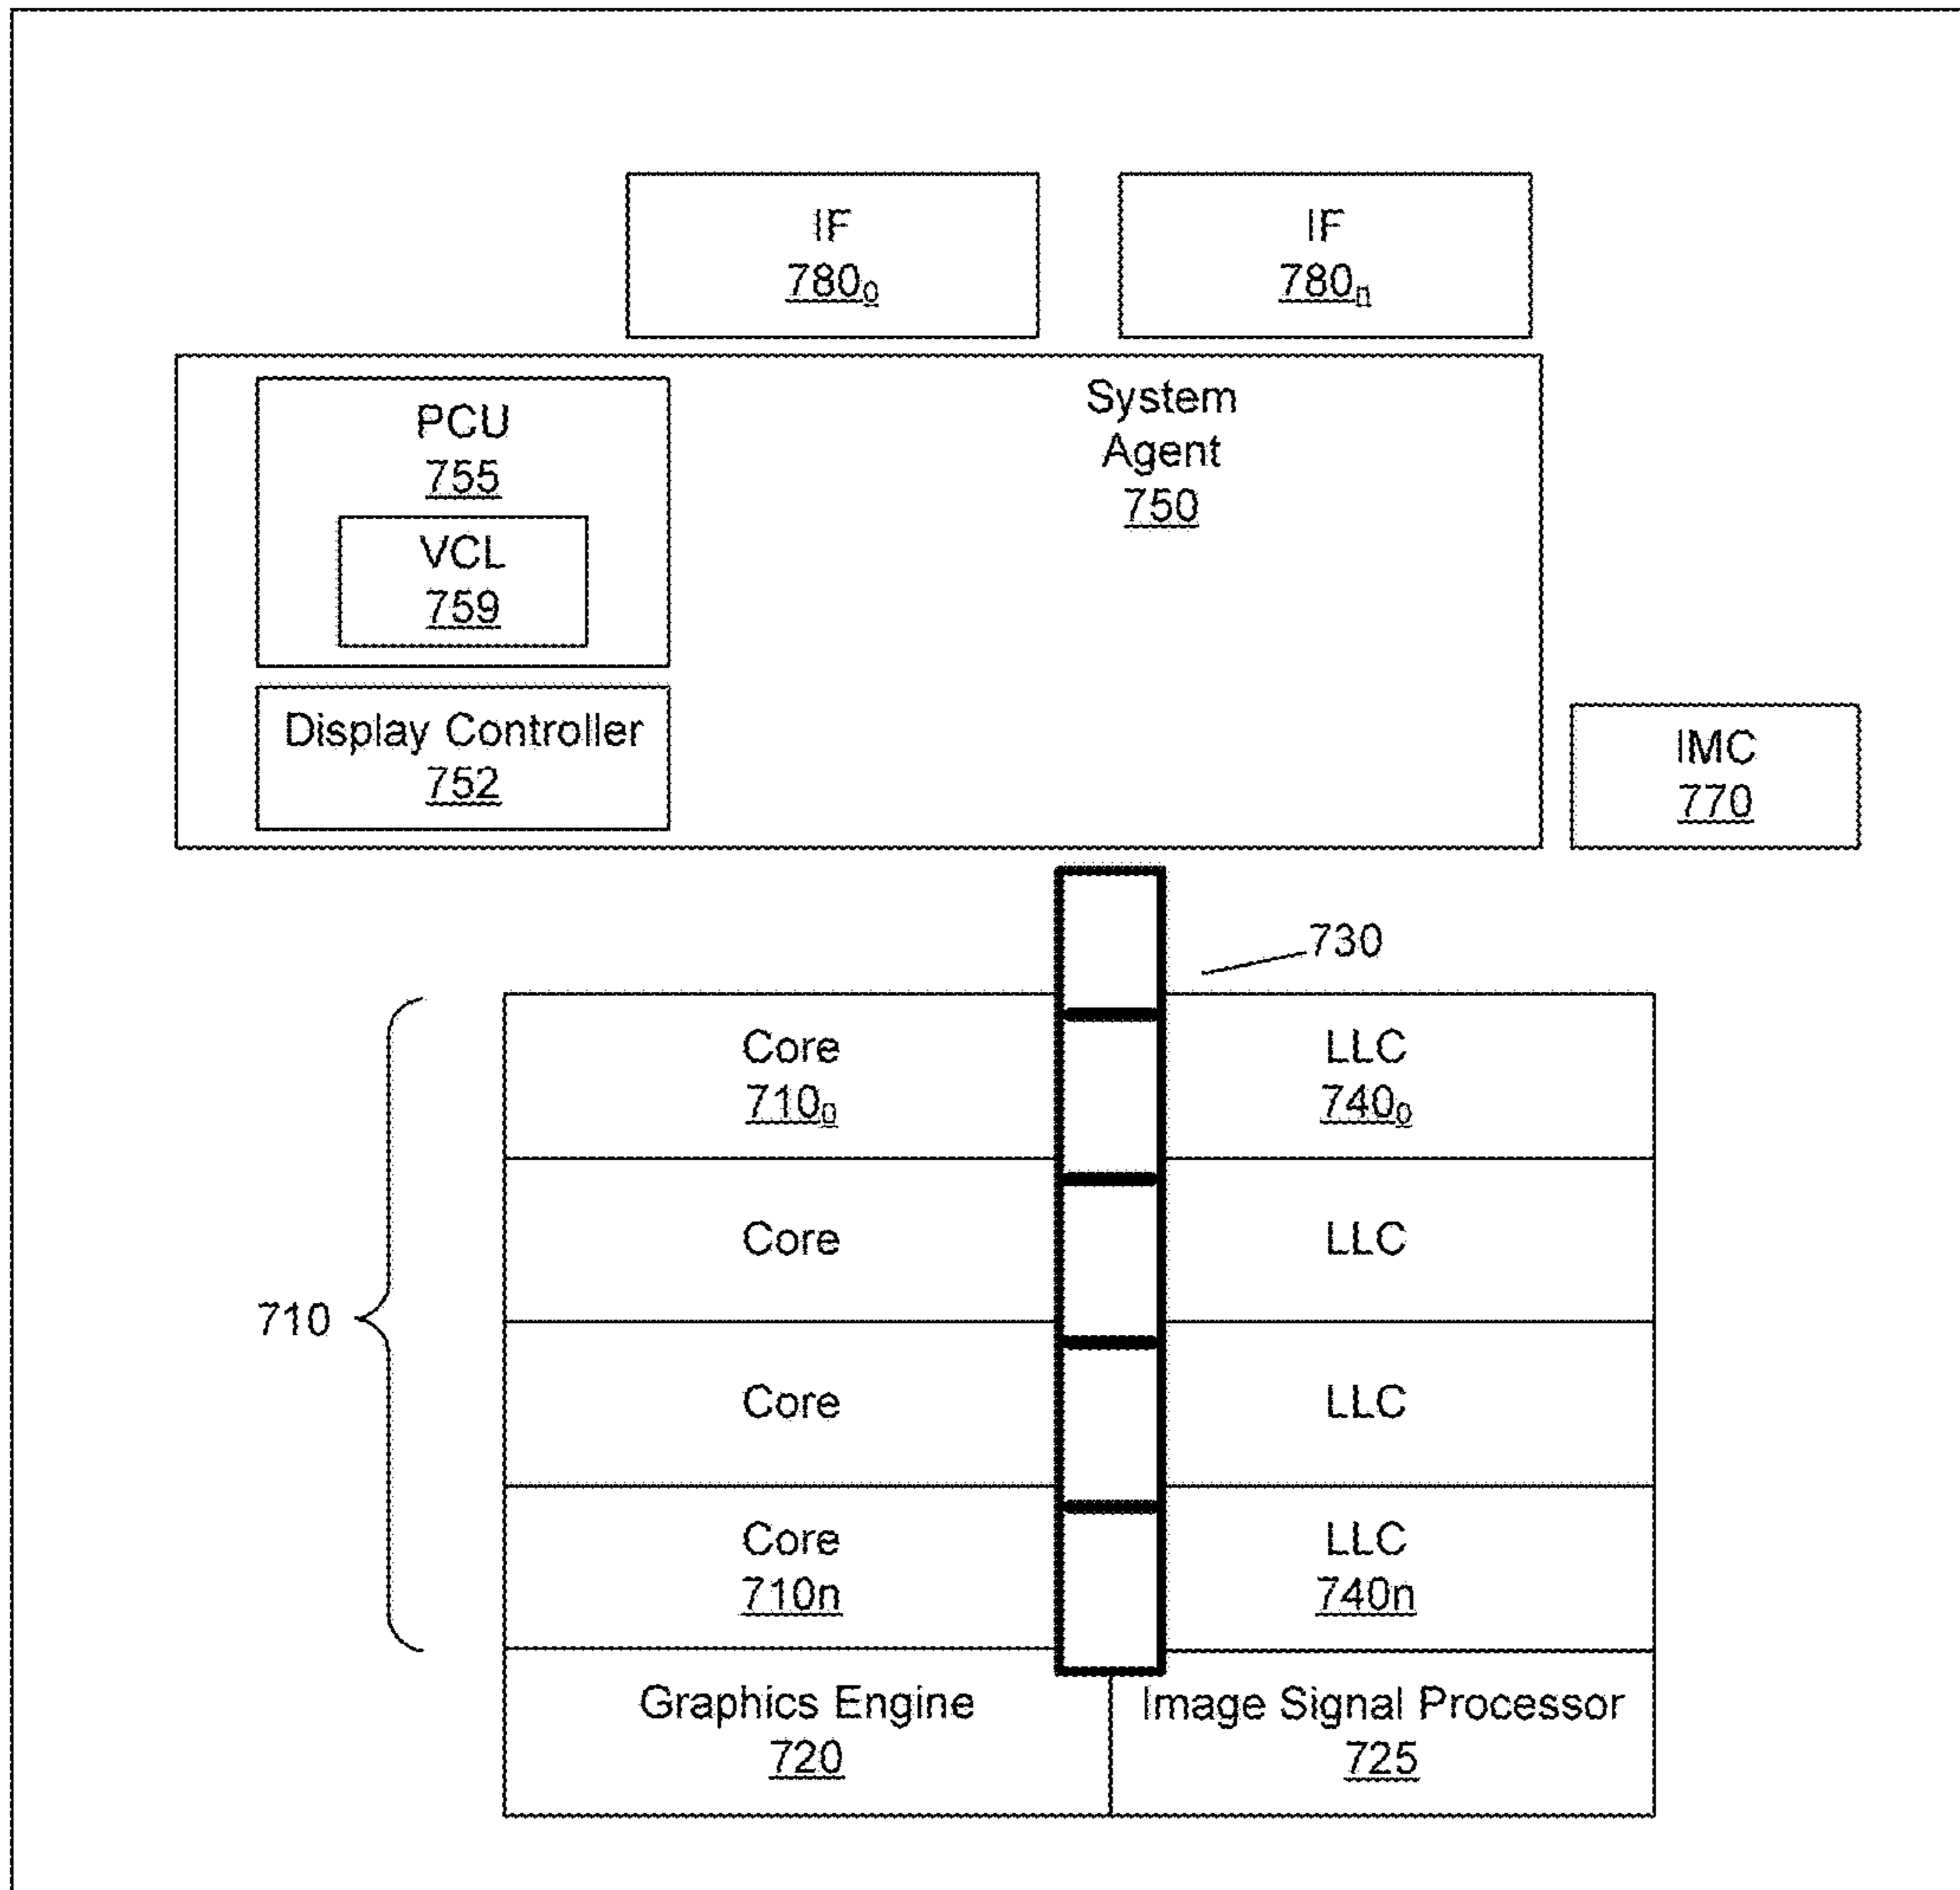 IF
780₀
IF
780ₙ
PCU
755
VCL
759
System
Agent
750
Display Controller
752
IMC
770
730
710
Core
710₀
LLC
740₀
Core
LLC
Core
LLC
Core
710n
LLC
740n
Graphics Engine
720
Image Signal Processor
725